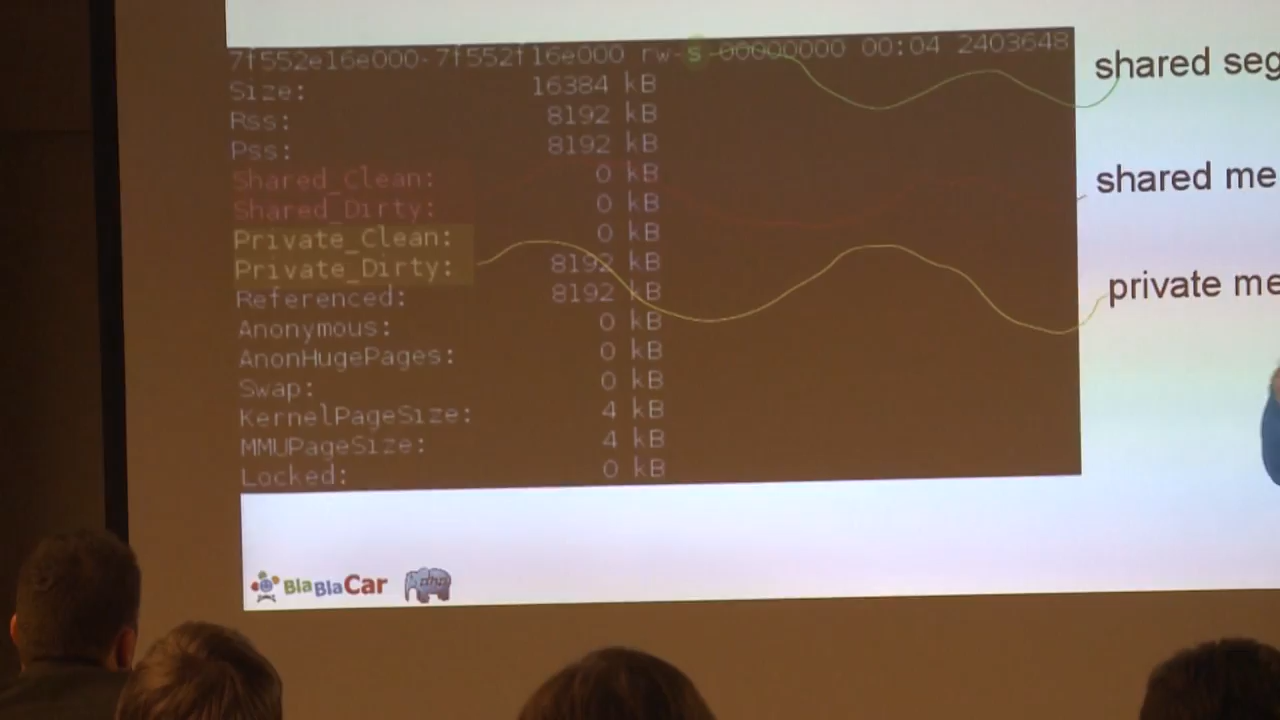 7f552e16e000-7f552f16e000 rw-s-00000000 00:04 2403648
Size: 16384 kB
Rss: 8192 kB
Pss: 8192 kB
Shared_Clean: 0 kB
Shared_Dirty: 0 kB
Private_Clean: 0 kB
Private_Dirty: 8192 kB
Referenced: 8192 kB
Anonymous: 0 kB
AnonHugePages: 0 kB
Swap: 0 kB
KernelPageSize: 4 kB
MMUPageSize: 4 kB
Locked: 0 kB
shared seg
shared me
private me
BlaBlaCar
php